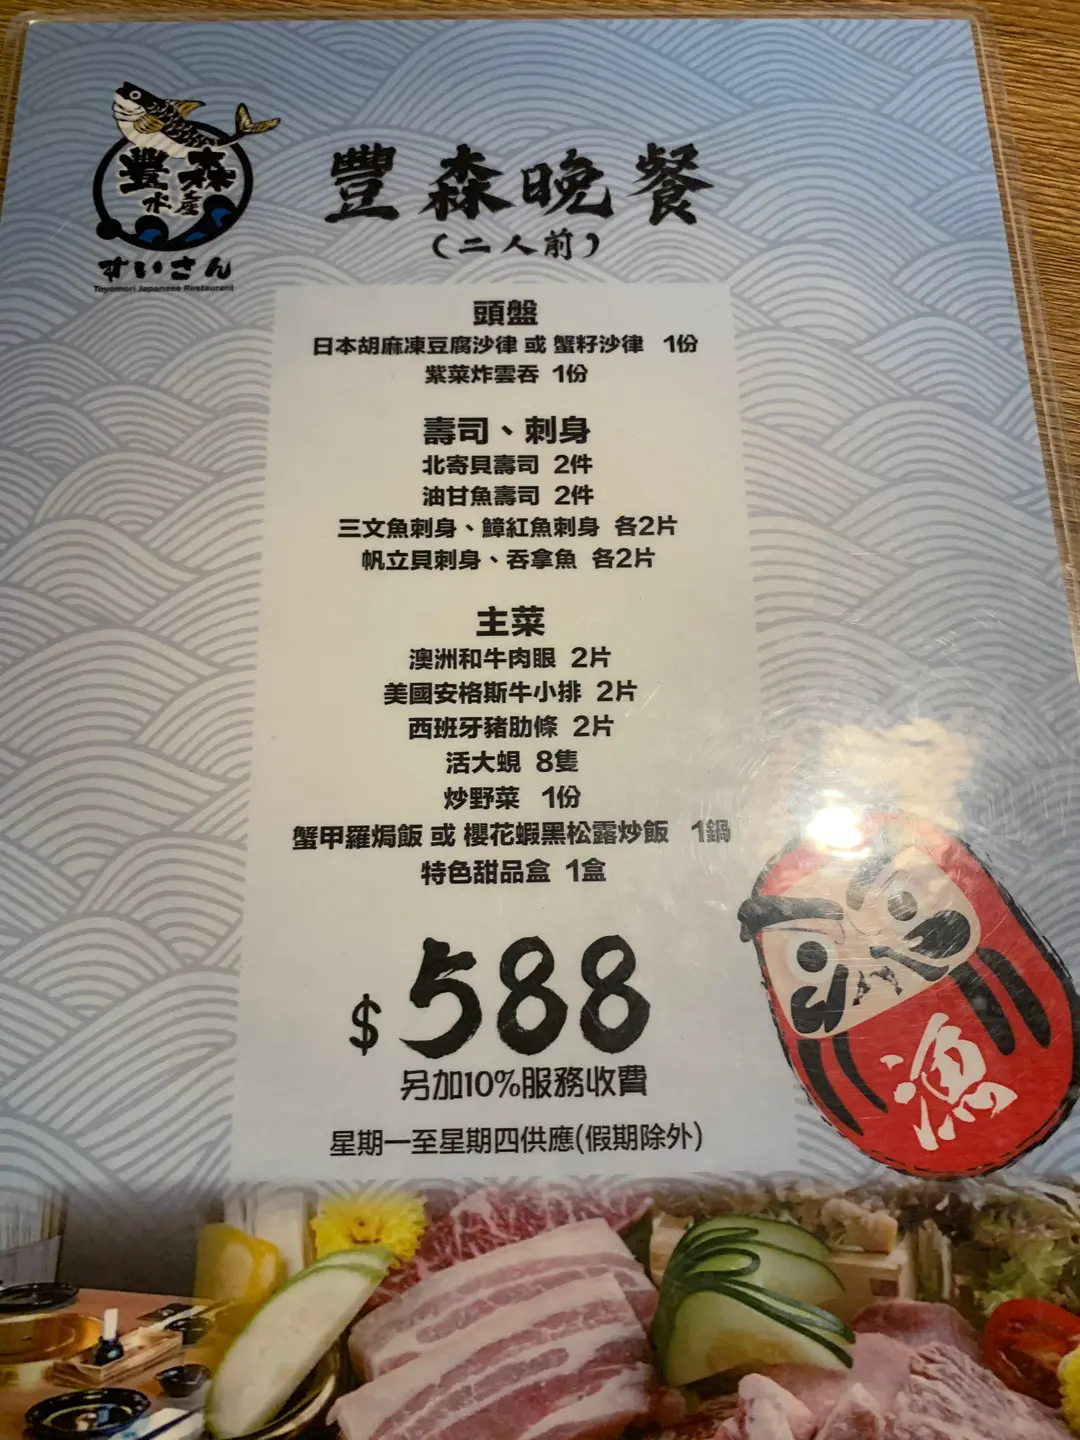 豐森
水產
すいさん
Toyomori Japanese Restaurant
豐森晚餐
(二人前)
頭盤
日本胡麻凍豆腐沙律 或 蟹籽沙律 1份
紫菜炸雲吞 1份
壽司、刺身
北寄貝壽司 2件
油甘魚壽司 2件
三文魚刺身、鱆紅魚刺身 各2片
帆立貝刺身、吞拿魚 各2片
主菜
澳洲和牛肉眼 2片
美國安格斯牛小排 2片
西班牙豬肋條 2片
活大蜆 8隻
炒野菜 1份
蟹甲羅焗飯 或 櫻花蝦黑松露炒飯 1鍋
特色甜品盒 1盒
$588
另加10%服務收費
星期一至星期四供應(假期除外)
漁